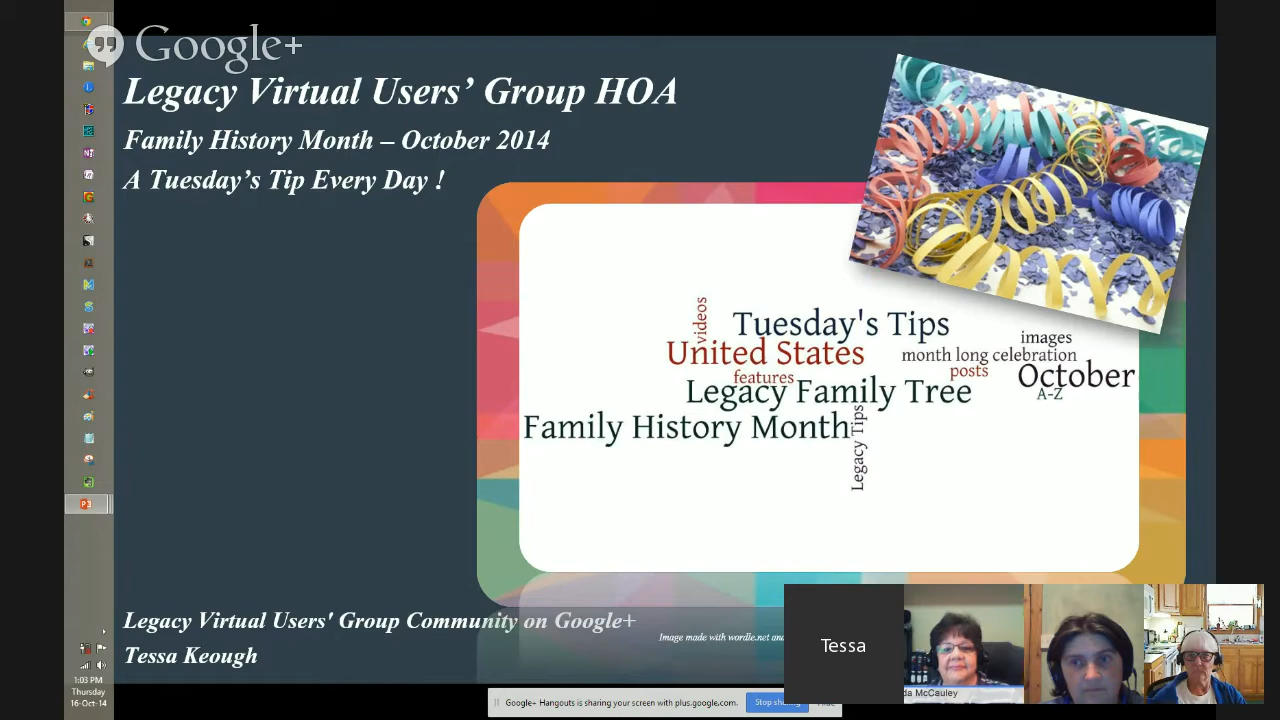 Google+
Legacy Virtual Users' Group HOA
Family History Month – October 2014
A Tuesday's Tip Every Day !
videos
Tuesday's Tips
United States
features
Legacy Family Tree
Family History Month
Legacy Tips
images
month long celebration
posts
October
A-Z
Legacy Virtual Users' Group Community on Google+
Tessa Keough
Image made with wordle.net and
Tessa
da McCauley
1:03 PM
Thursday
16-Oct-14
Google+ Hangouts is sharing your screen with plus.google.com.
Stop sharing